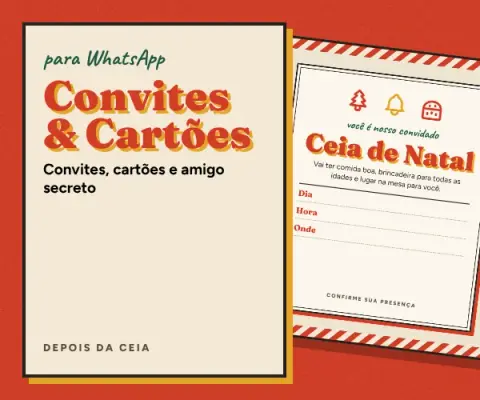 para WhatsApp
Convites
& Cartões
Convites, cartões e amigo
secreto
DEPOIS DA CEIA
você é nosso convidado
Ceia de Natal
Vai ter comida boa, brincadeira para todas as
idades e lugar na mesa para você.
Dia
Hora
Onde
CONFIRME SUA PRESENÇA